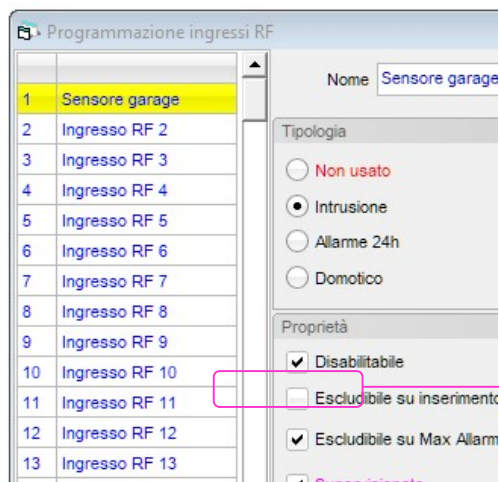 Programmazione ingressi RF
Nome Sensore garage
1 Sensore garage
2 Ingresso RF 2
3 Ingresso RF 3
4 Ingresso RF 4
5 Ingresso RF 5
6 Ingresso RF 6
7 Ingresso RF 7
8 Ingresso RF 8
9 Ingresso RF 9
10 Ingresso RF 10
11 Ingresso RF 11
12 Ingresso RF 12
13 Ingresso RF 13
Tipologia
Non usato
Intrusione
Allarme 24h
Domotico
Proprietà
Disabilitabile
Escludibile su inserimento
Escludibile su Max Allarm
Supervisionato